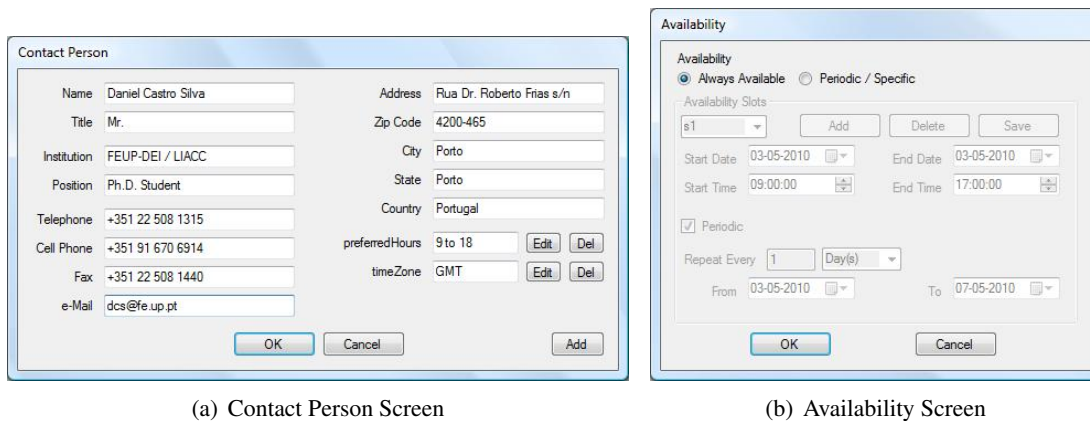 Contact Person
Name Daniel Castro Silva
Title Mr.
Institution FEUP-DEI / LIACC
Position Ph.D. Student
Telephone +351 22 508 1315
Cell Phone +351 91 670 6914
Fax +351 22 508 1440
e-Mail dcs@fe.up.pt
Address Rua Dr. Roberto Frias s/n
Zip Code 4200-465
City Porto
State Porto
Country Portugal
preferredHours 9 to 18 Edit Del
timeZone GMT Edit Del
OK Cancel Add
(a) Contact Person Screen
Availability
Availability
Always Available Periodic / Specific
Availability Slots
s1 Add Delete Save
Start Date 03-05-2010 End Date 03-05-2010
Start Time 09:00:00 End Time 17:00:00
Periodic
Repeat Every 1 Day(s)
From 03-05-2010 To 07-05-2010
OK Cancel
(b) Availability Screen